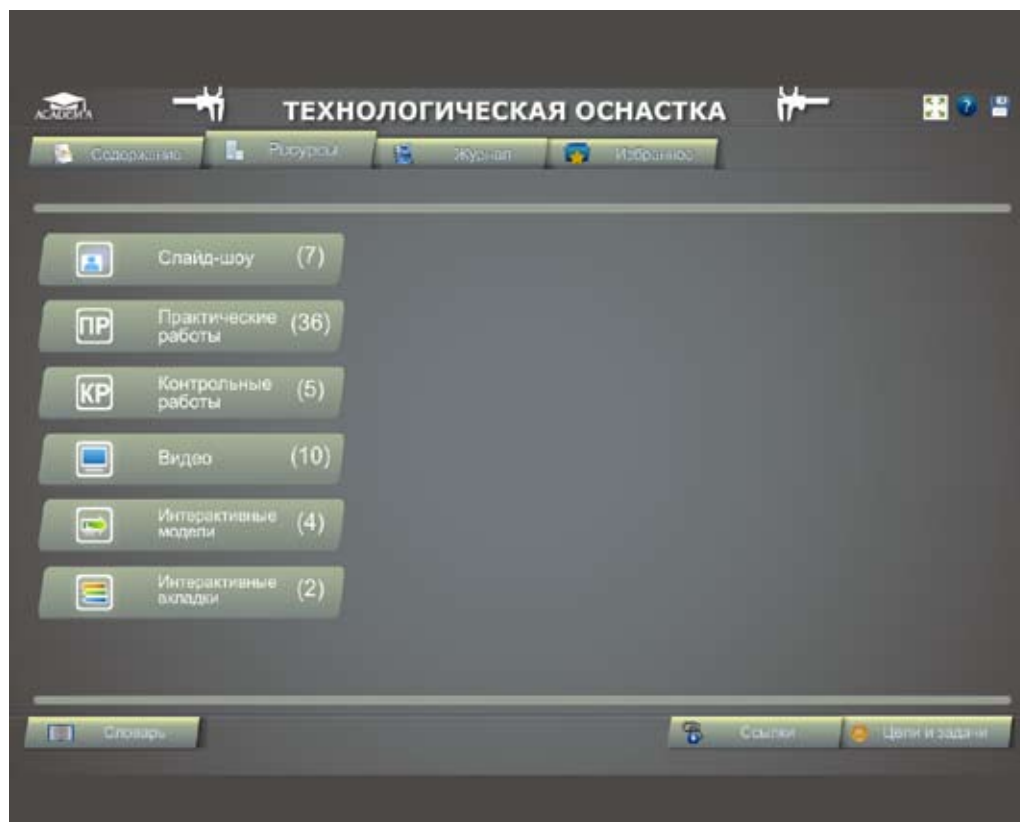 ACADEMIA
ТЕХНОЛОГИЧЕСКАЯ ОСНАСТКА
?
Содержание
Ресурсы
Журнал
Избранное
Слайд-шоу (7)
ПР Практические (36)
работы
КР Контрольные (5)
работы
Видео (10)
Интерактивные (4)
модели
Интерактивные (2)
вкладки
Словарь
Ссылки
Цели и задачи